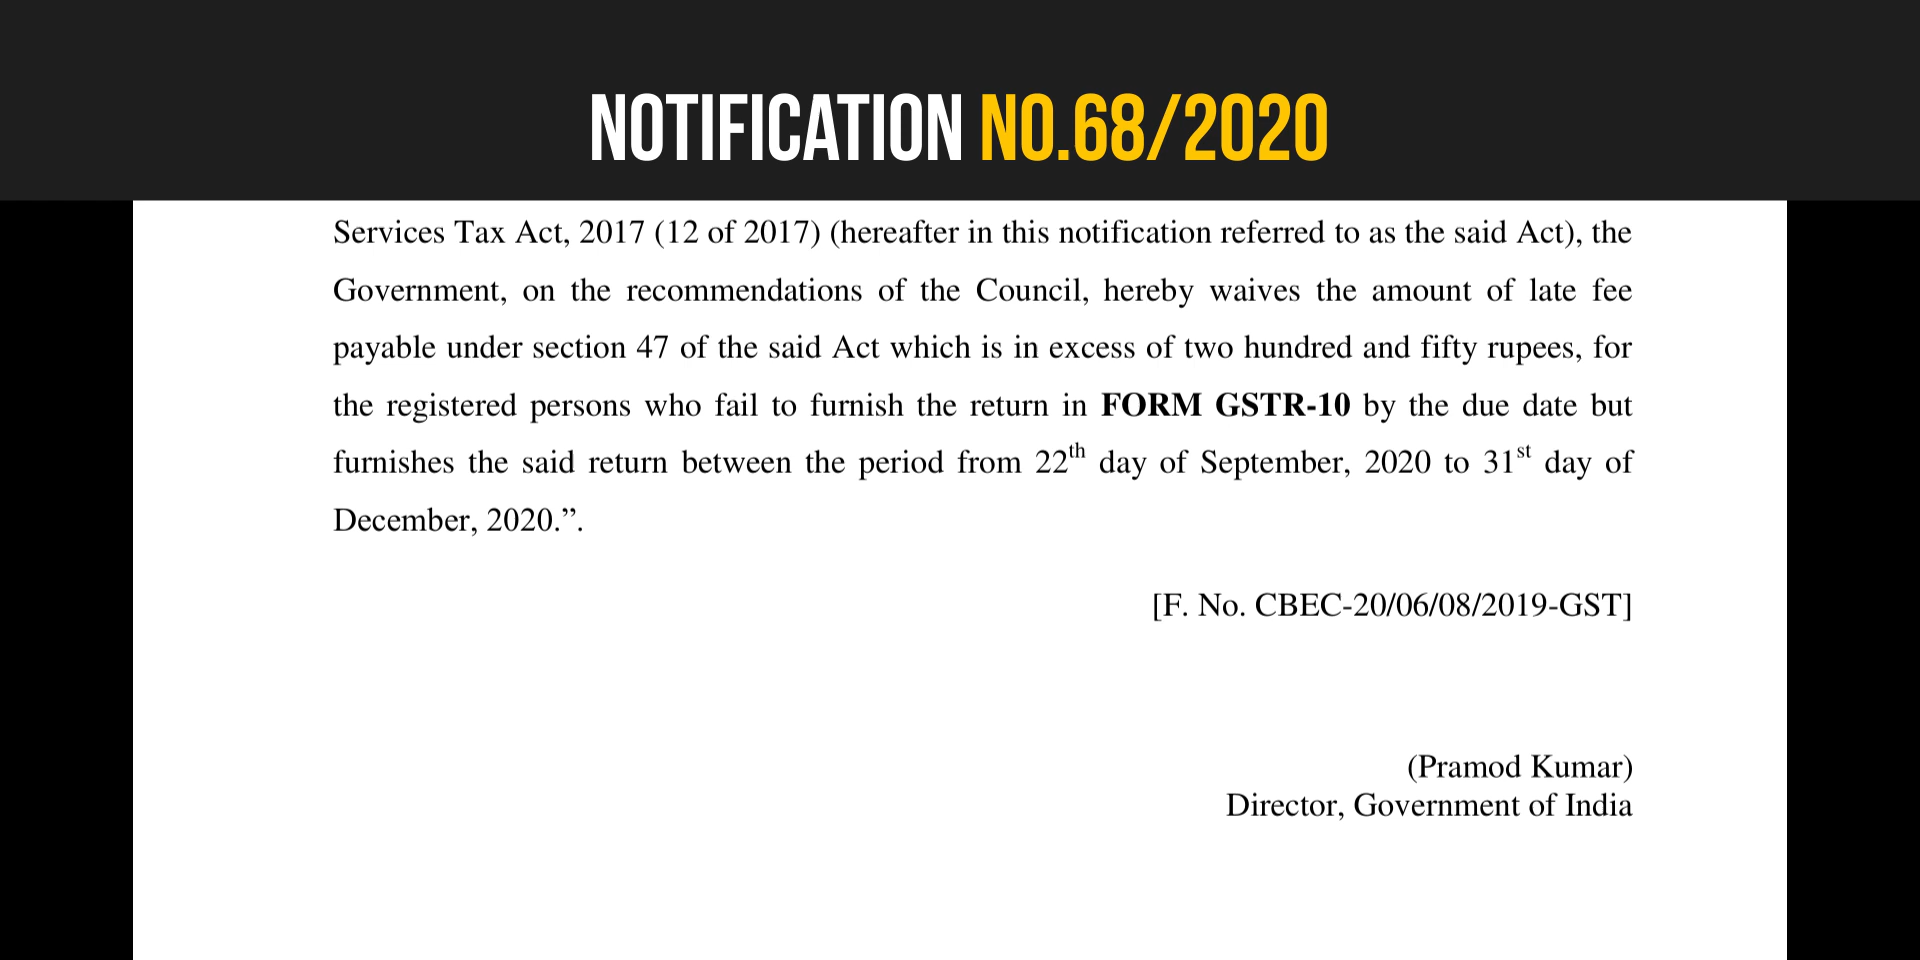 NOTIFICATION NO.68/2020
Services Tax Act, 2017 (12 of 2017) (hereafter in this notification referred to as the said Act), the
Government, on the recommendations of the Council, hereby waives the amount of late fee
payable under section 47 of the said Act which is in excess of two hundred and fifty rupees, for
the registered persons who fail to furnish the return in FORM GSTR-10 by the due date but
furnishes the said return between the period from 22th day of September, 2020 to 31st day of
December, 2020.”.
[F. No. CBEC-20/06/08/2019-GST]
(Pramod Kumar)
Director, Government of India